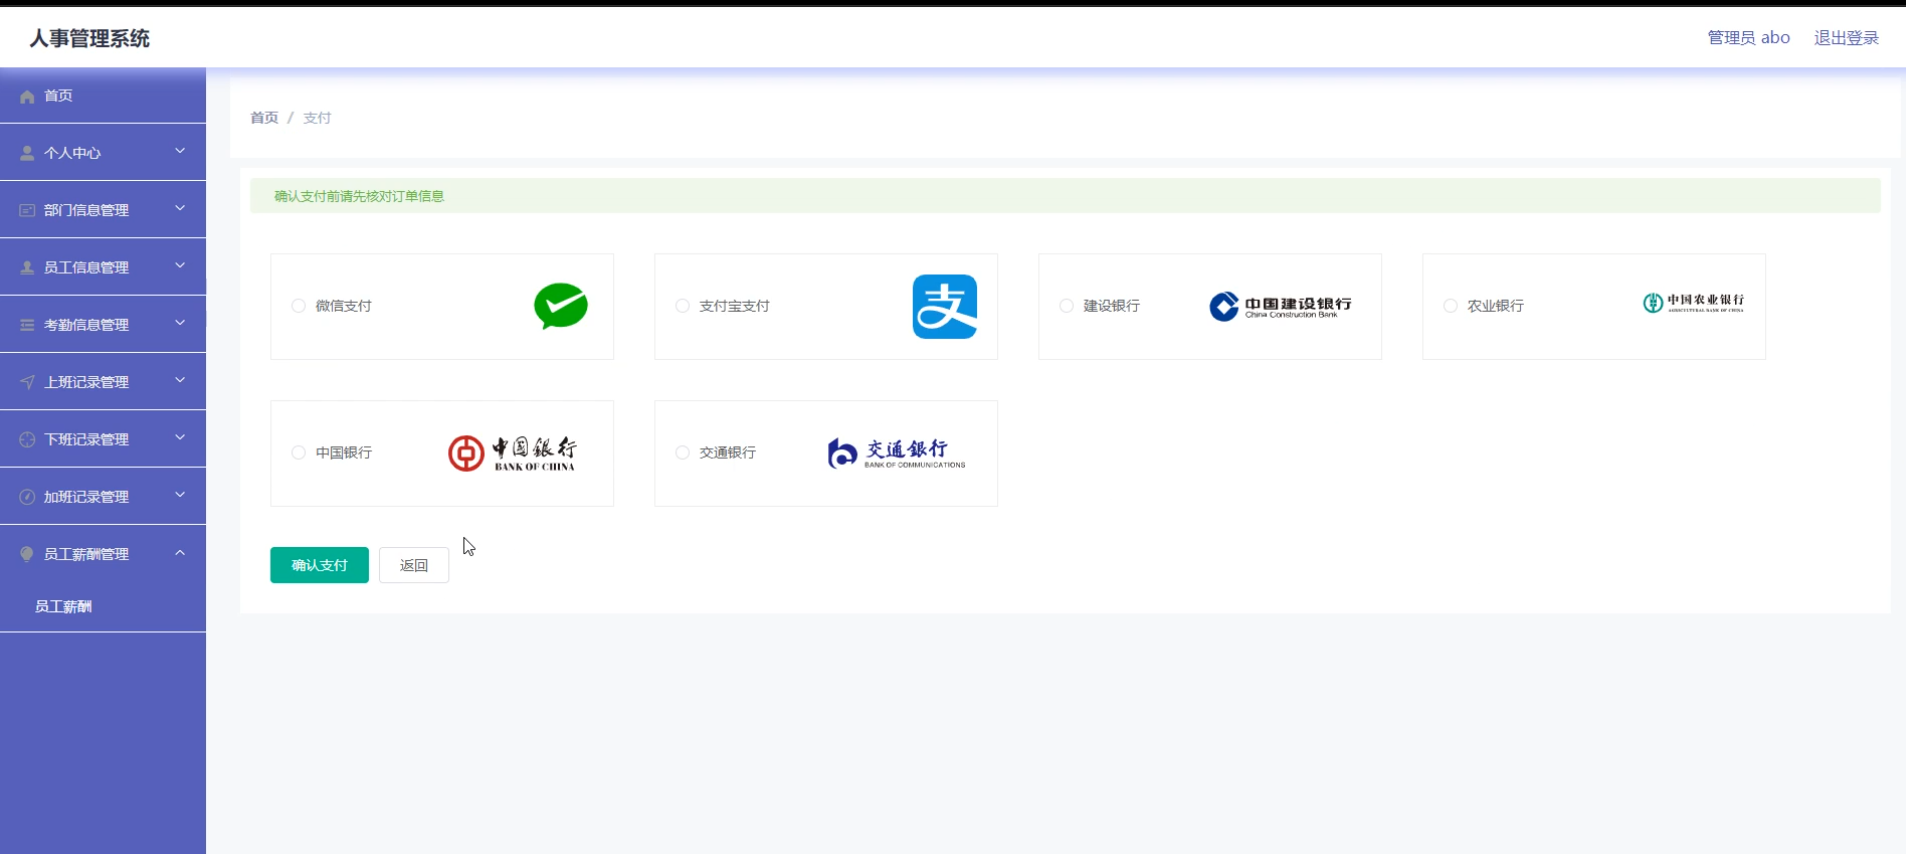 人事管理系统
管理员 abo 退出登录
首页
个人中心
部门信息管理
员工信息管理
考勤信息管理
上班记录管理
下班记录管理
加班记录管理
员工薪酬管理
员工薪酬
首页 / 支付
确认支付前请先核对订单信息
微信支付
支付宝支付
支
建设银行
中国建设银行
China Construction Bank
农业银行
中国农业银行
AGRICULTURAL BANK OF CHINA
中国银行
中國銀行
BANK OF CHINA
交通银行
交通銀行
BANK OF COMMUNICATIONS
确认支付 返回